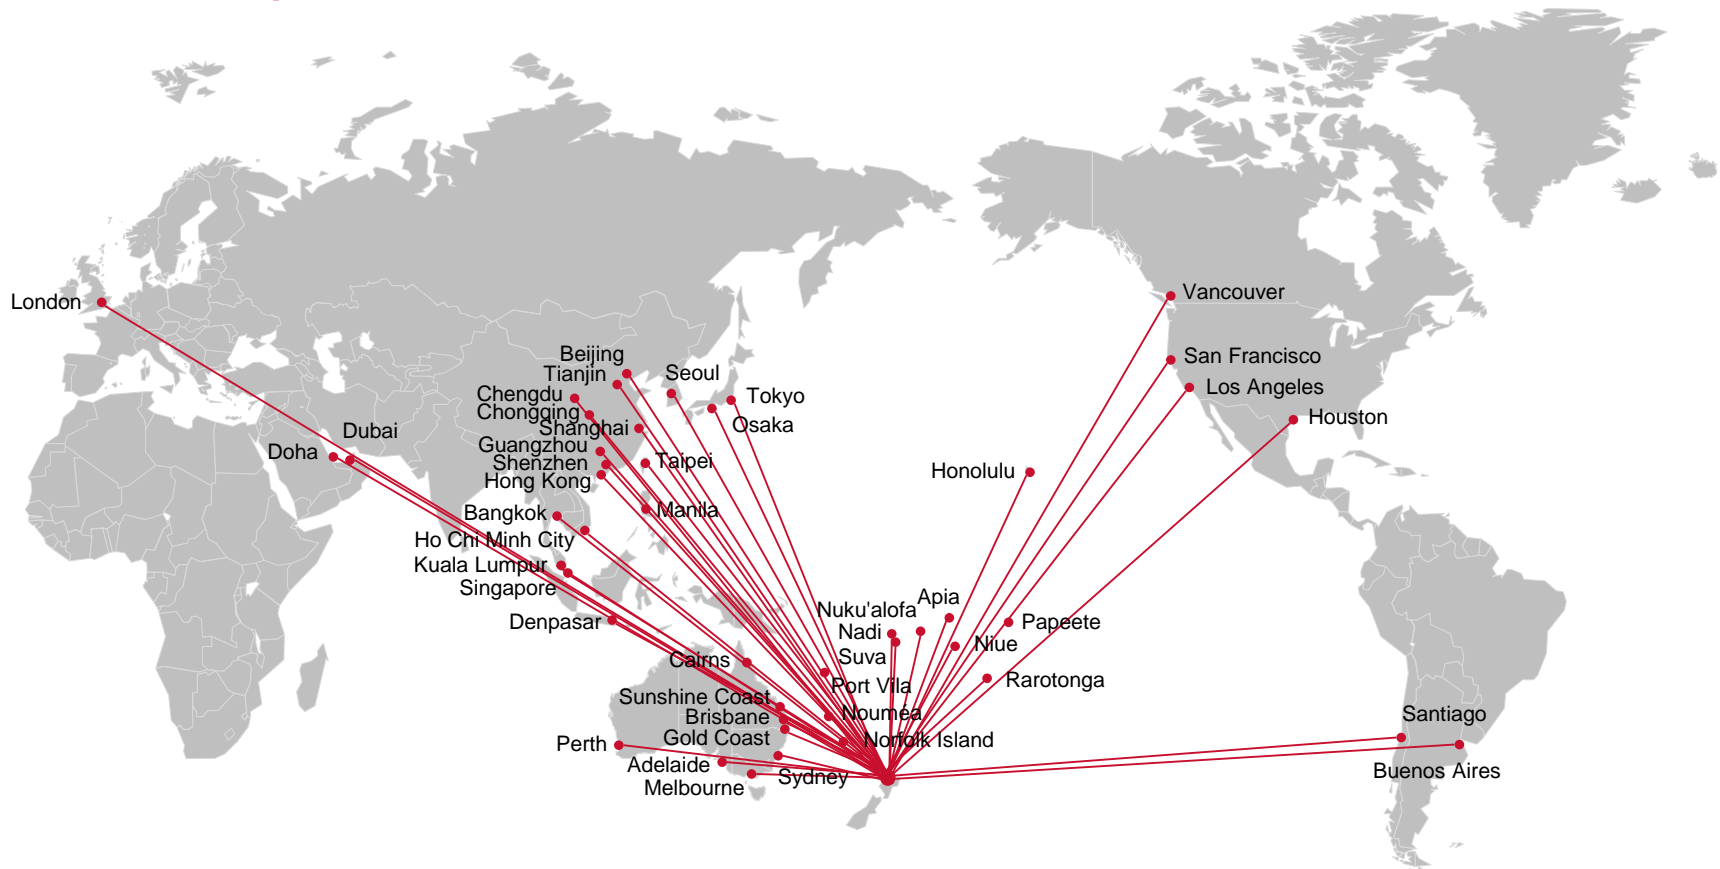 London
Vancouver
Beijing
San Francisco
Seoul
Tianjin
Los Angeles
Chengdu
Tokyo
Chongqing
Houston
Osaka
Shanghai
Dubai
Guangzhou
Doha
Taipei
Shenzhen
Honolulu
Hong Kong
Manila
Bangkok
Ho Chi Minh City
Kuala Lumpur
Singapore
Apia
Nuku'alofa
Denpasar
Papeete
Nadi
Niue
Suva
Cairns
Rarotonga
Port Vila
Sunshine Coast
Nouméa
Santiago
Brisbane
Gold Coast
Norfolk Island
Perth
Adelaide
Buenos Aires
Sydney
Melbourne